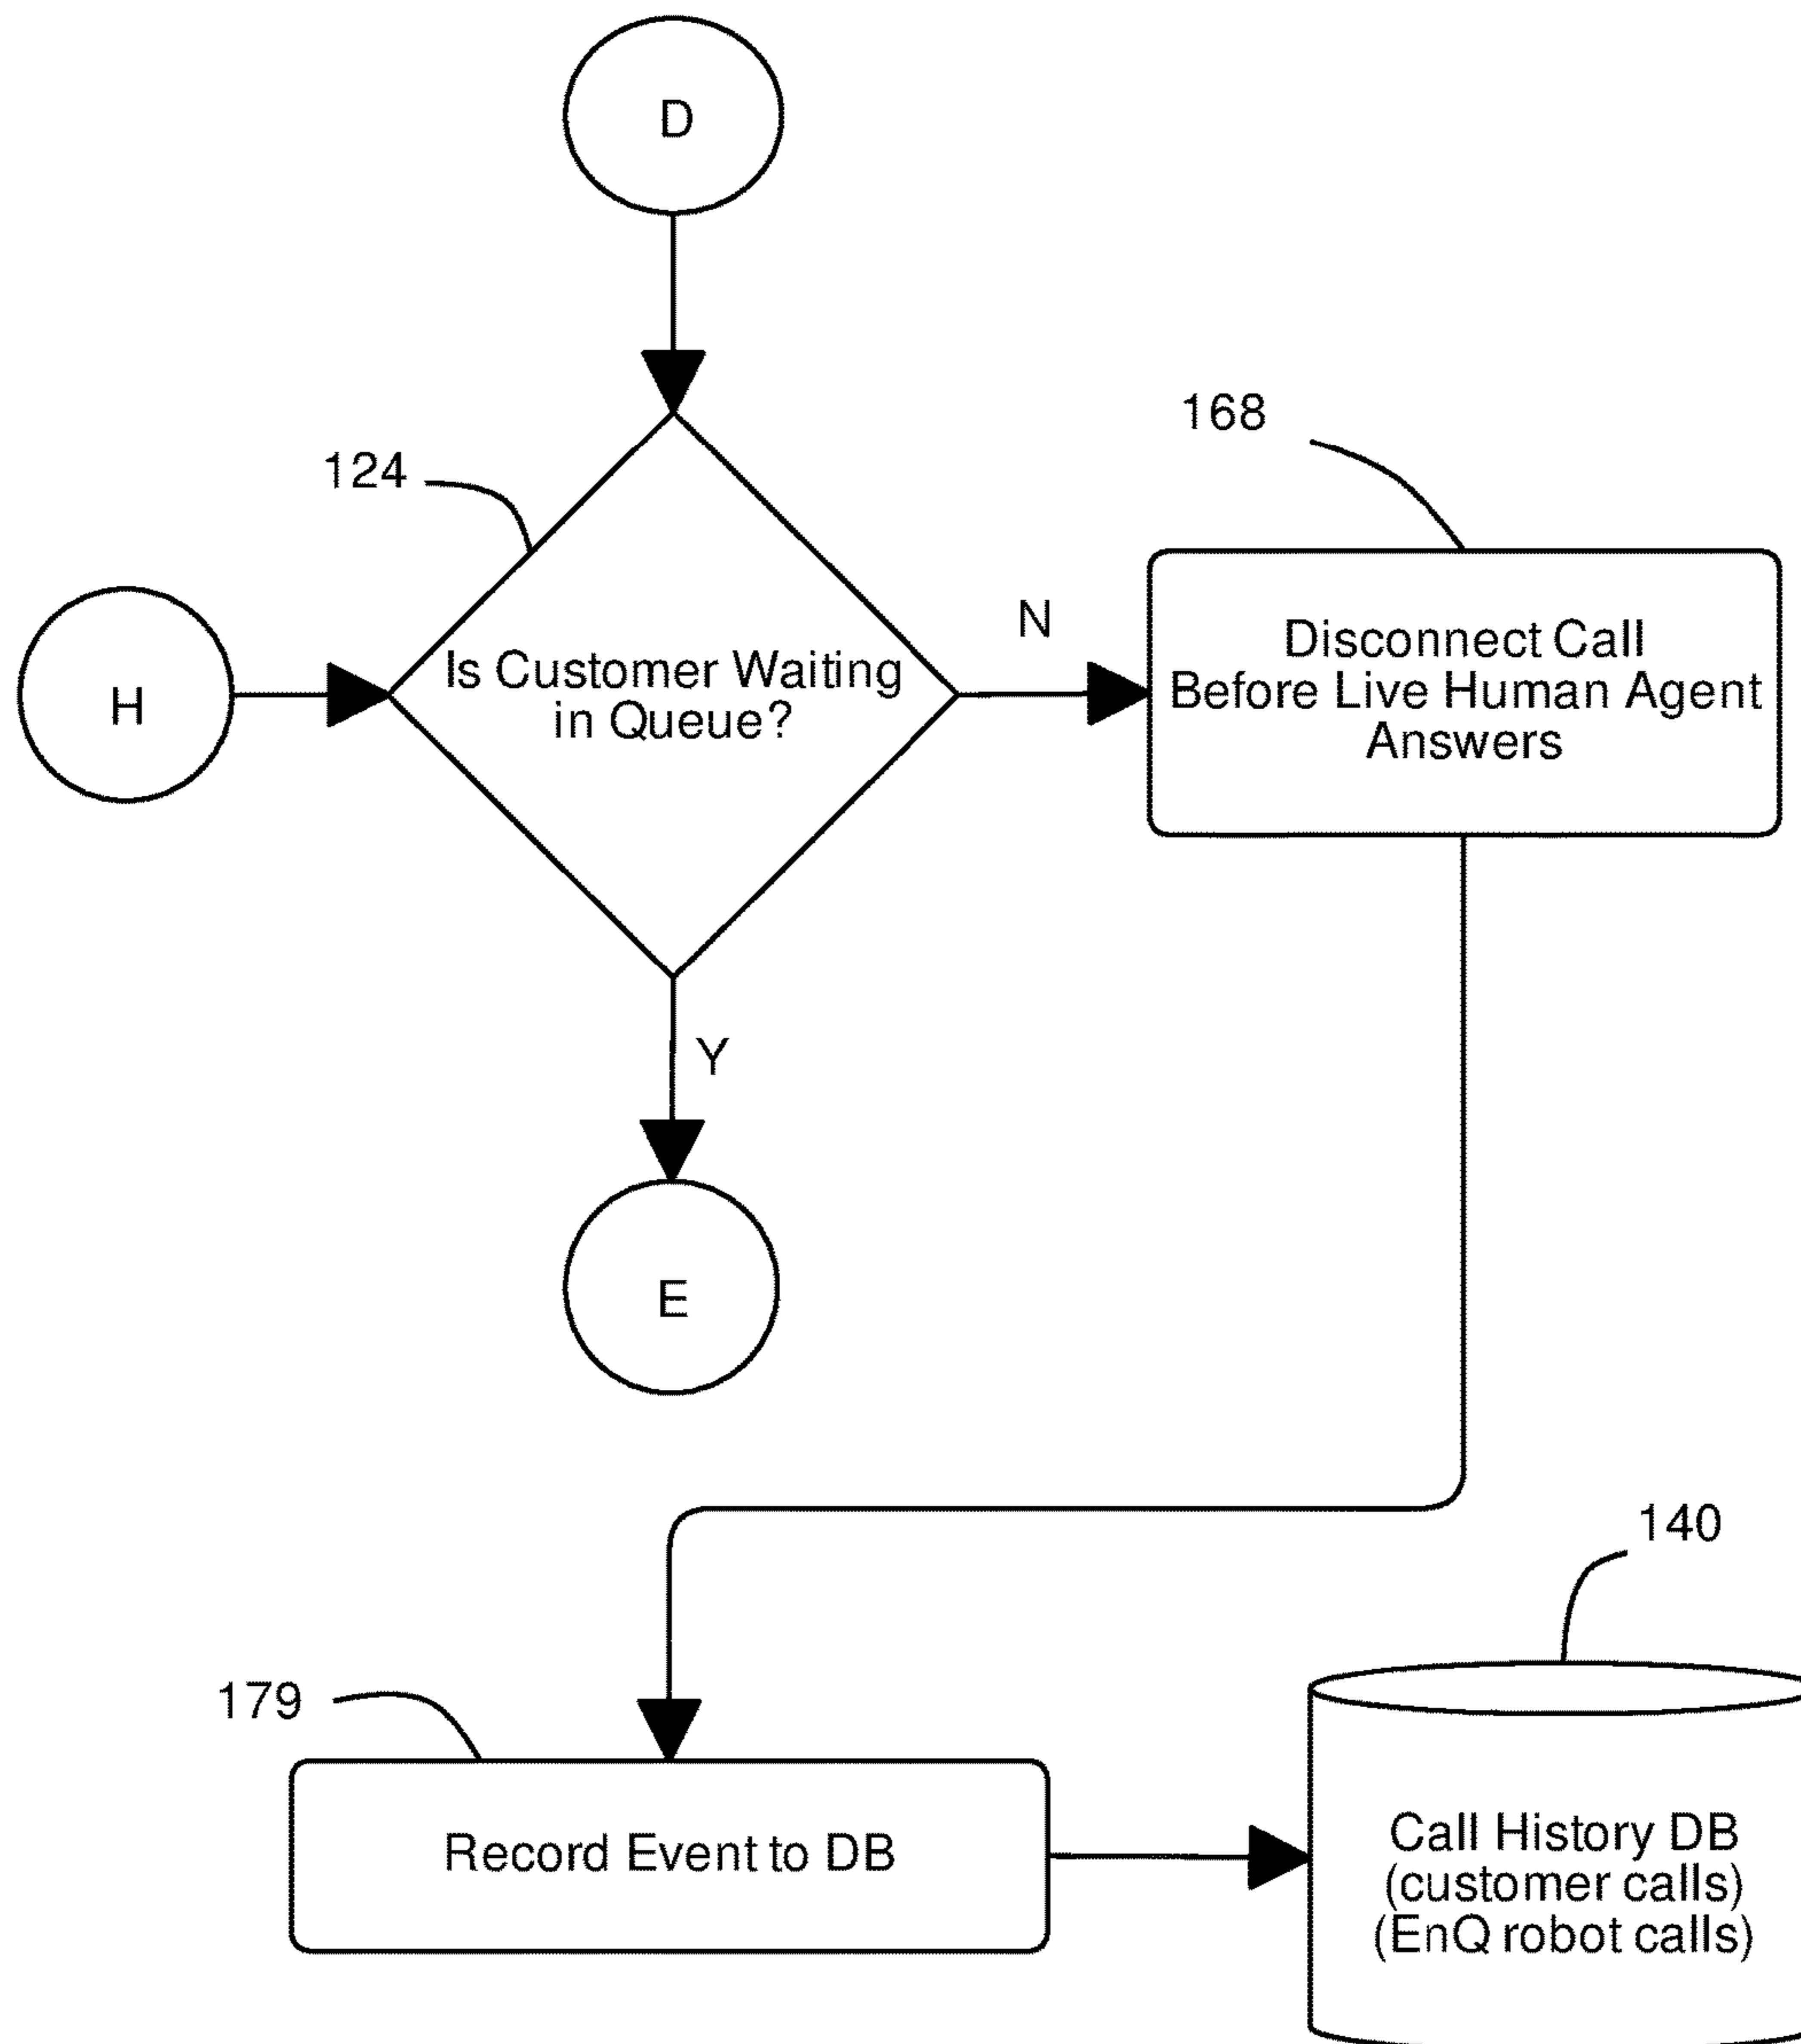 D
168
124
N
H
Is Customer Waiting
in Queue?
Disconnect Call
Before Live Human Agent
Answers
Y
E
140
179
Record Event to DB
Call History DB
(customer calls)
(EnQ robot calls)